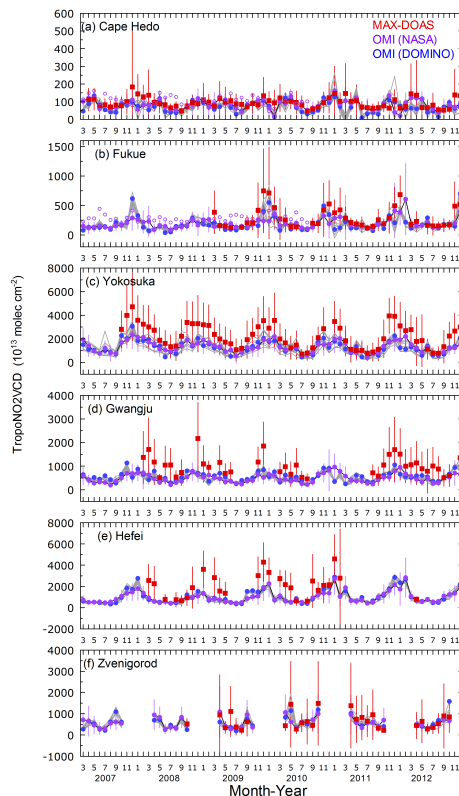 MAX-DOAS
OMI (NASA)
OMI (DOMINO)
(a) Cape Hedo
600
500
400
300
200
100
0
3 5 7 9 11 1 3 5 7 9 11 1 3 5 7 9 11 1 3 5 7 9 11 1 3 5 7 9 11 1 3 5 7 9 11
(b) Fukue
1500
1000
500
0
3 5 7 9 11 1 3 5 7 9 11 1 3 5 7 9 11 1 3 5 7 9 11 1 3 5 7 9 11 1 3 5 7 9 11
(c) Yokosuka
8000
6000
4000
2000
0
3 5 7 9 11 1 3 5 7 9 11 1 3 5 7 9 11 1 3 5 7 9 11 1 3 5 7 9 11 1 3 5 7 9 11
TropoNO2VCD (10¹³ molec cm⁻²)
(d) Gwangju
4000
3000
2000
1000
0
3 5 7 9 11 1 3 5 7 9 11 1 3 5 7 9 11 1 3 5 7 9 11 1 3 5 7 9 11 1 3 5 7 9 11
(e) Hefei
8000
6000
4000
2000
0
-2000
3 5 7 9 11 1 3 5 7 9 11 1 3 5 7 9 11 1 3 5 7 9 11 1 3 5 7 9 11 1 3 5 7 9 11
(f) Zvenigorod
4000
3000
2000
1000
0
-1000
3 5 7 9 11 1 3 5 7 9 11 1 3 5 7 9 11 1 3 5 7 9 11 1 3 5 7 9 11 1 3 5 7 9 11
2007 2008 2009 2010 2011 2012
Month-Year